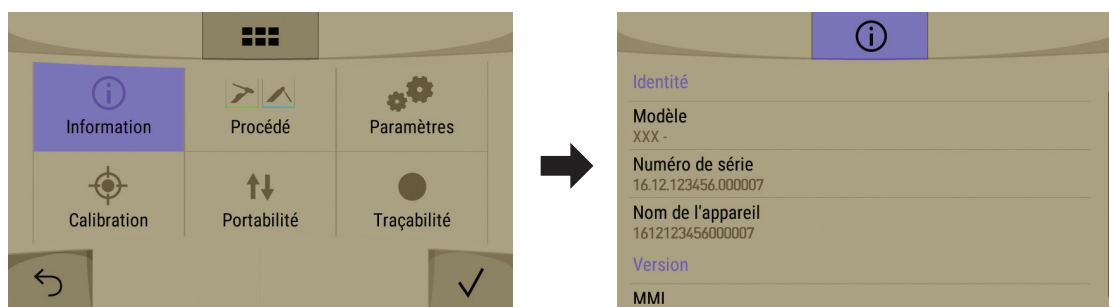 Information
Procédé
Paramètres
Calibration
Portabilité
Traçabilité
Identité
Modèle
XXX -
Numéro de série
16.12.123456.000007
Nom de l'appareil
1612123456000007
Version
MMI